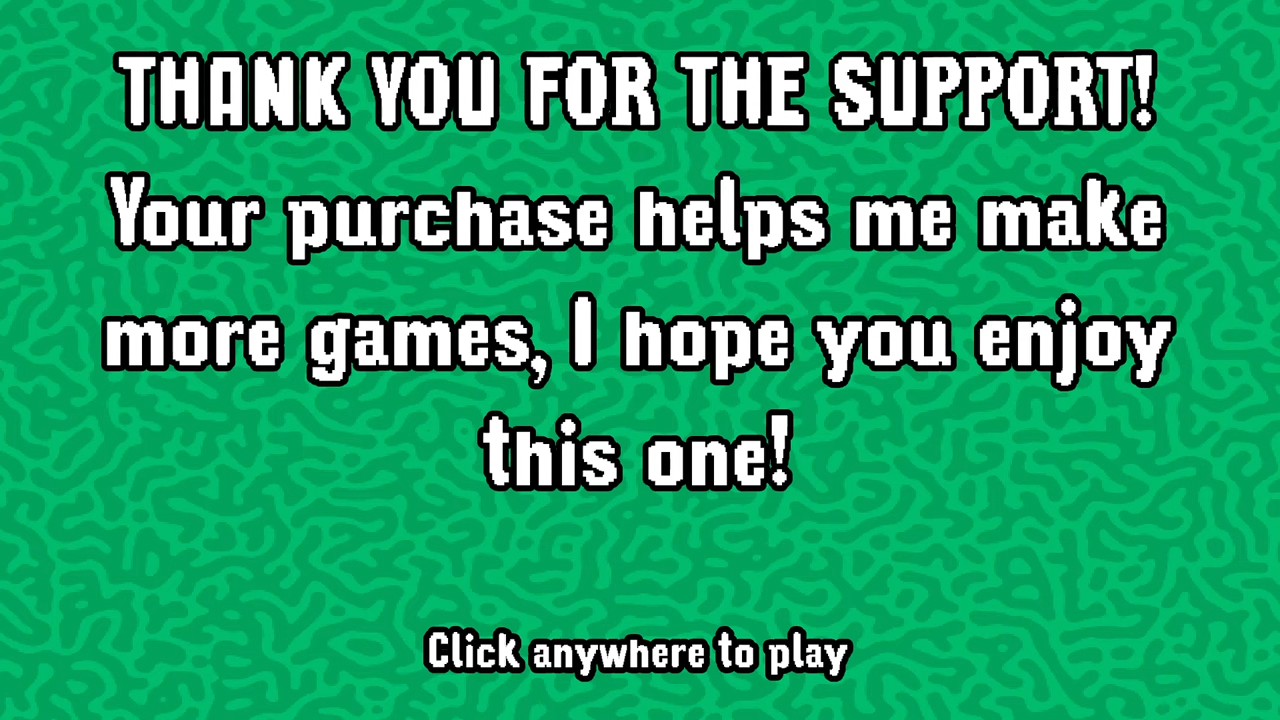 THANK YOU FOR THE SUPPORT!
Your purchase helps me make
more games, I hope you enjoy
this one!
Click anywhere to play